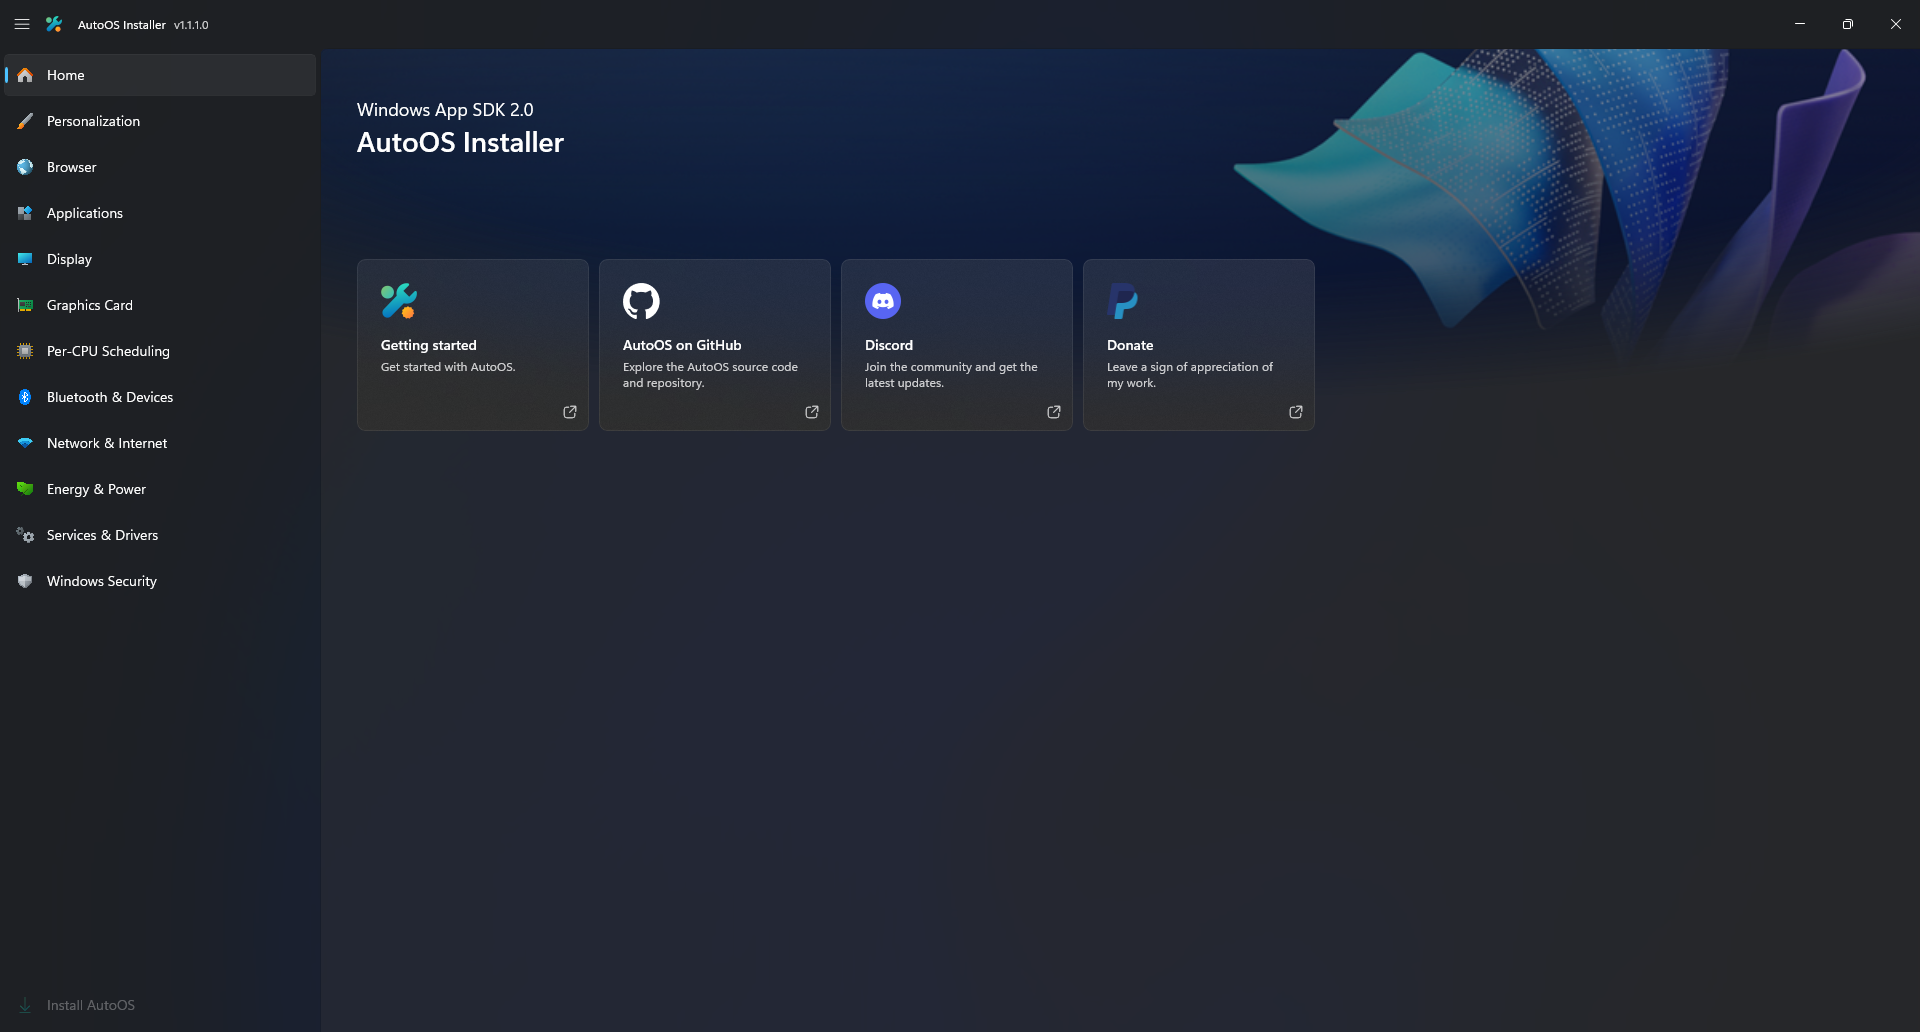 AutoOS Installer v1.1.1.0
Home
Personalization
Browser
Applications
Display
Graphics Card
Per-CPU Scheduling
Bluetooth & Devices
Network & Internet
Energy & Power
Services & Drivers
Windows Security
Install AutoOS
Windows App SDK 2.0
AutoOS Installer
Getting started
Get started with AutoOS.
AutoOS on GitHub
Explore the AutoOS source code
and repository.
Discord
Join the community and get the
latest updates.
Donate
Leave a sign of appreciation of
my work.